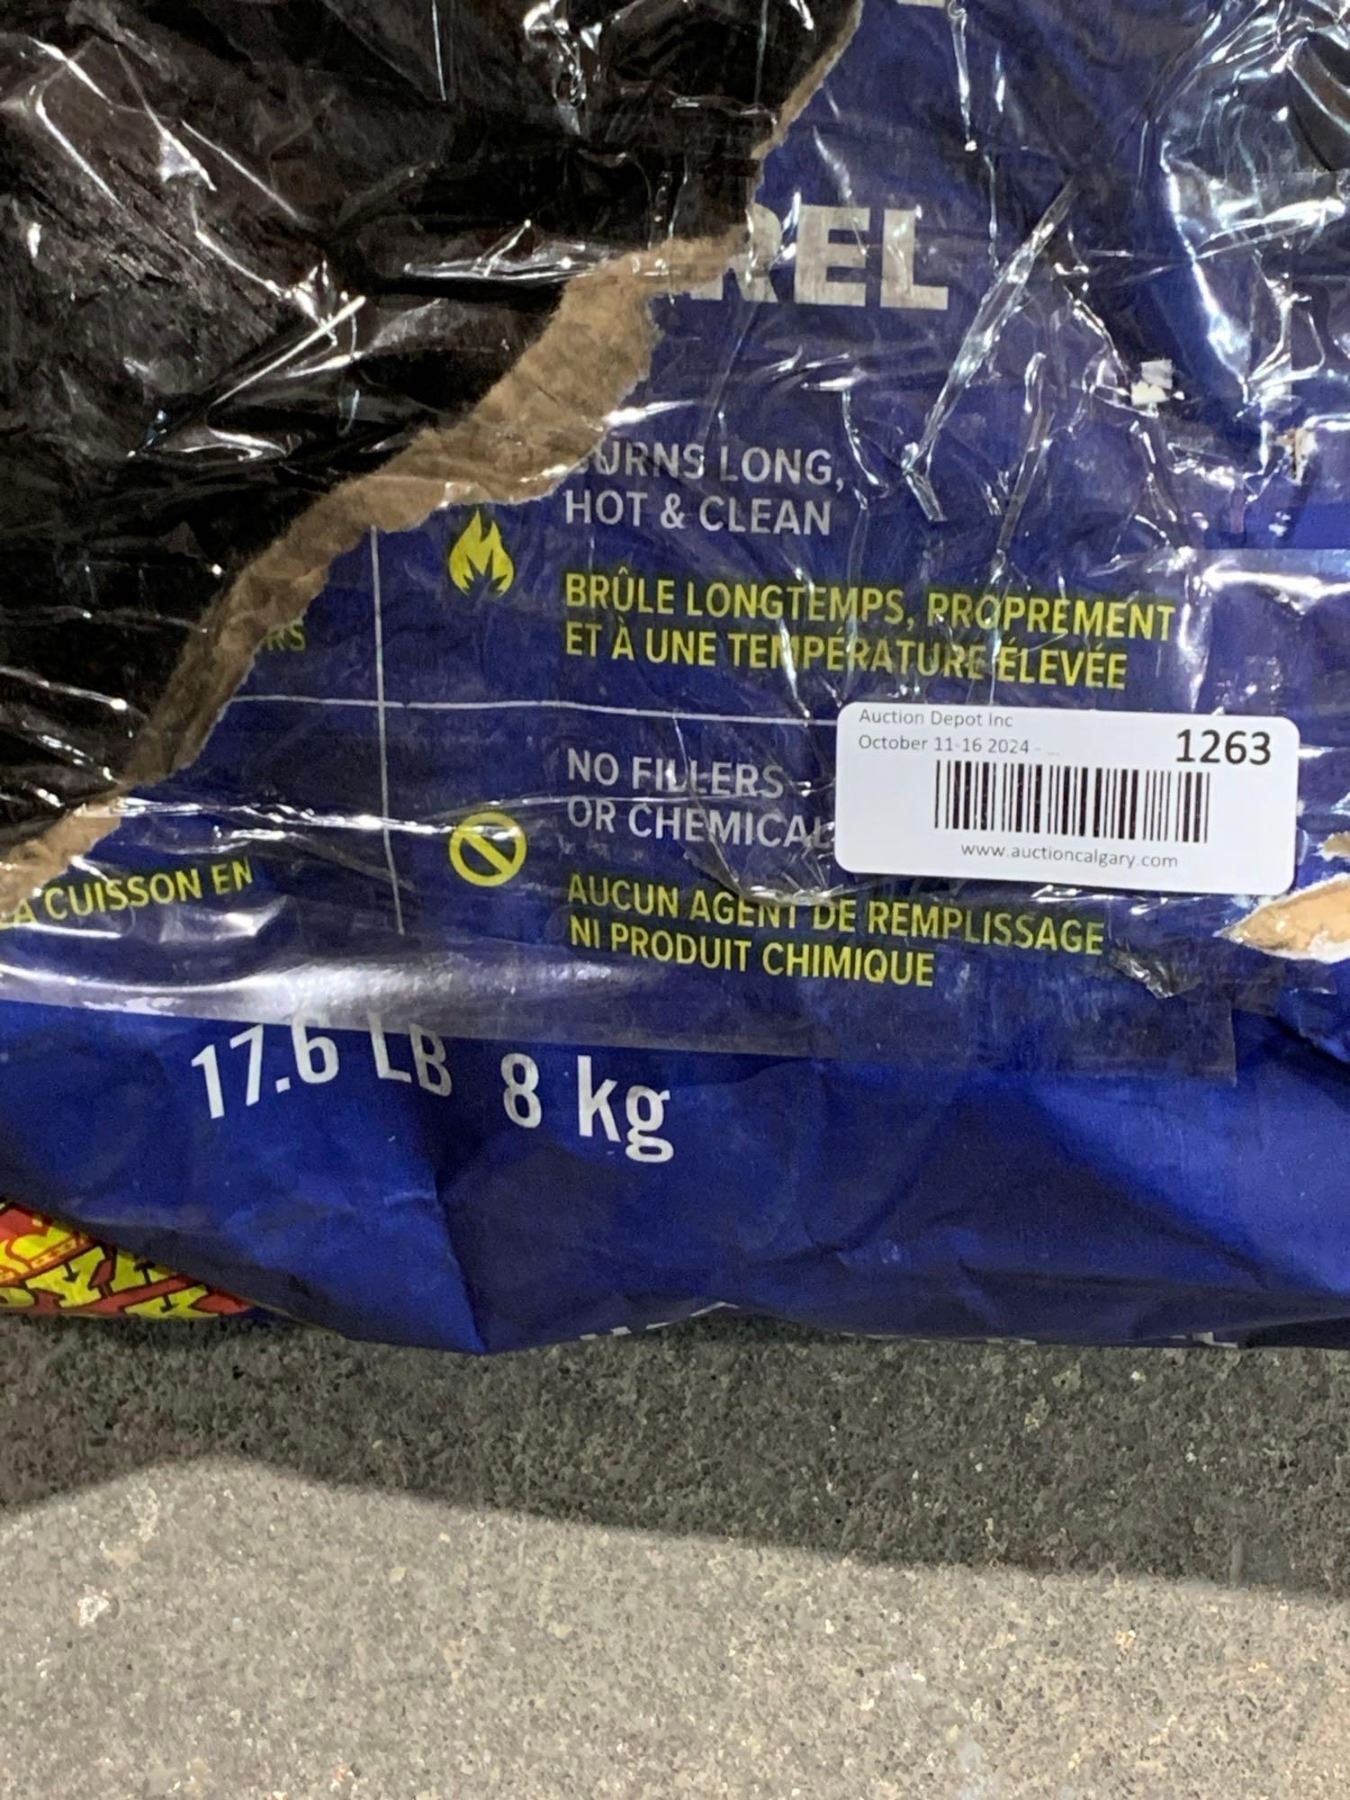 REL
BURNS LONG,
HOT & CLEAN
BRÛLE LONGTEMPS, PROPREMENT
ET À UNE TEMPÉRATURE ÉLEVÉE
RS
NO FILLERS
OR CHEMICAL
AUCUN AGENT DE REMPLISSAGE
NI PRODUIT CHIMIQUE
A CUISSON EN
17.6 LB 8 kg
Auction Depot Inc
October 11-16 2024 -
1263
www.auctioncalgary.com